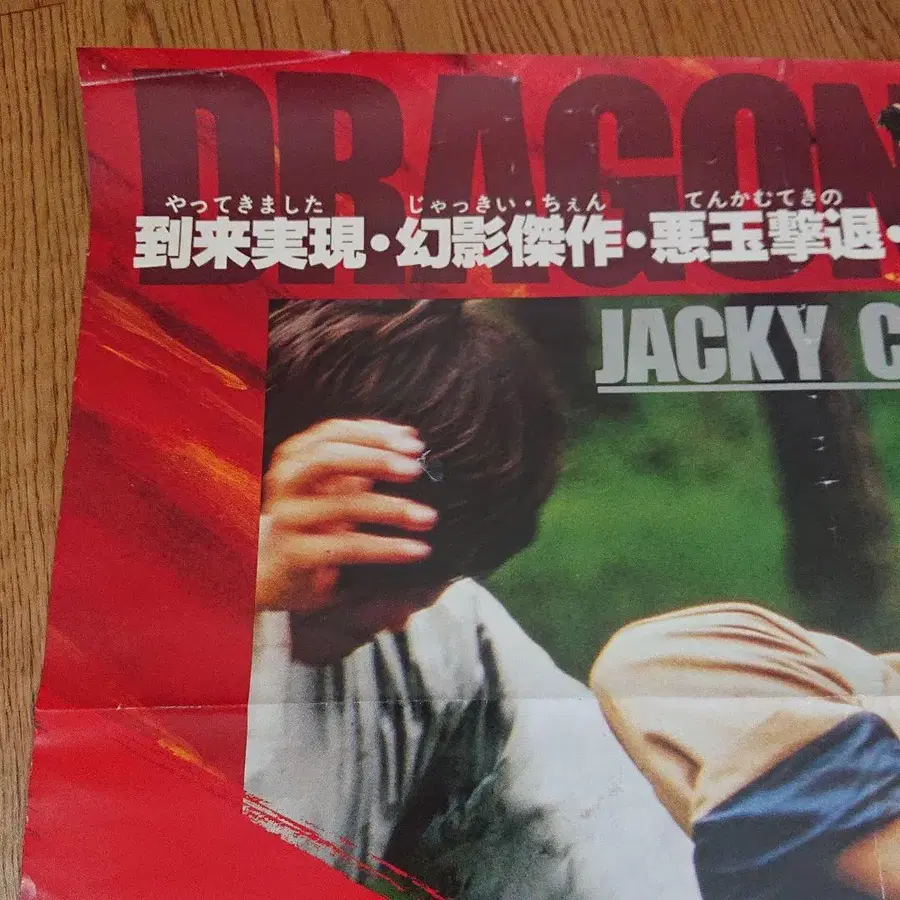 DRAGON
やってきました じゃっきい・ちぇん てんかむてきの
到来実現・幻影傑作・悪玉撃退・
JACKY C